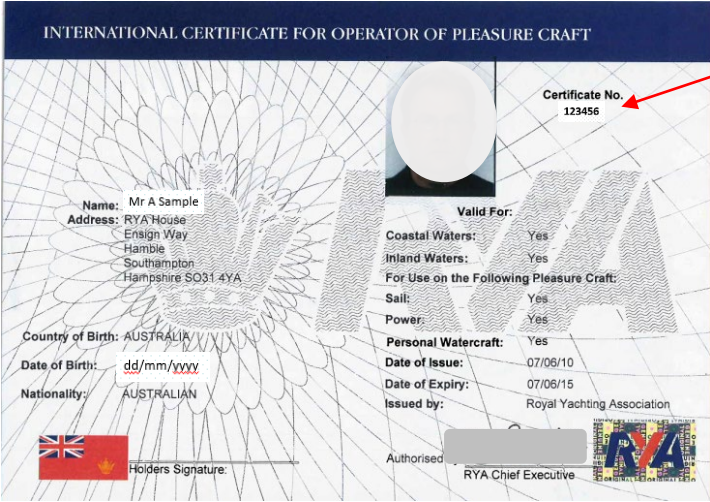 INTERNATIONAL CERTIFICATE FOR OPERATOR OF PLEASURE CRAFT
Certificate No.
123456
Name: Mr A Sample
Address: RYA House
Ensign Way
Hamble
Southampton
Hampshire SO31 4YA
Country of Birth: AUSTRALIA
Date of Birth: dd/mm/yyyy
Nationality: AUSTRALIAN
Holders Signature:
Valid For:
Coastal Waters: Yes
Inland Waters: Yes
For Use on the Following Pleasure Craft:
Sail: Yes
Power: Yes
Personal Watercraft: Yes
Date of Issue: 07/06/10
Date of Expiry: 07/06/15
Issued by: Royal Yachting Association
Authorised
RYA Chief Executive
RYA
RYA